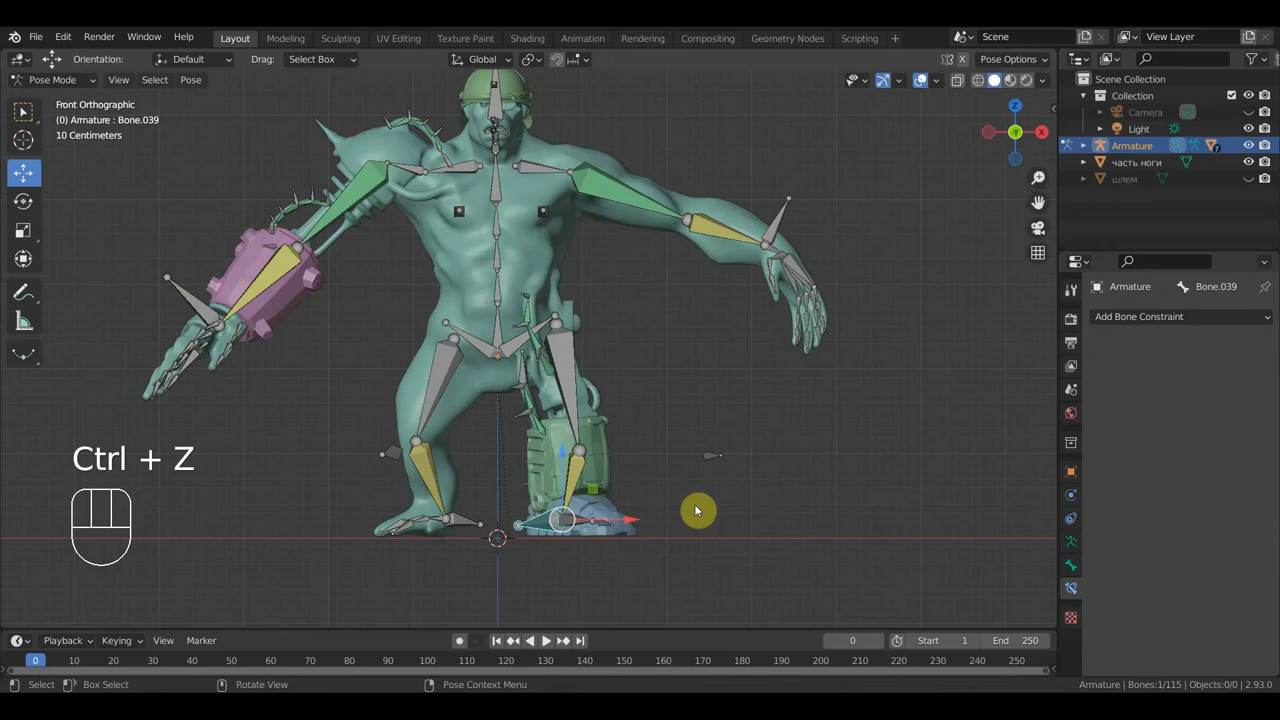 File Edit Render Window Help Layout Modeling Sculpting UV Editing Texture Paint Shading Animation Rendering Compositing Geometry Nodes Scripting + Scene View Layer
Orientation: Default Drag: Select Box Global X Pose Options
Pose Mode View Select Pose
Front Orthographic
(0) Armature : Bone.039
10 Centimeters
Z
X
-Y
Scene Collection
Collection
Camera
Light
Armature
часть ноги
шлем
Armature Bone.039
Add Bone Constraint
Ctrl + Z
Playback Keying View Marker 0 Start 1 End 250
0 10 20 30 40 50 60 70 80 90 100 110 120 130 140 150 160 170 180 190 200 210 220 230 240 250
Select Box Select Rotate View Pose Context Menu Armature | Bones:1/115 | Objects:0/0 | 2.93.0